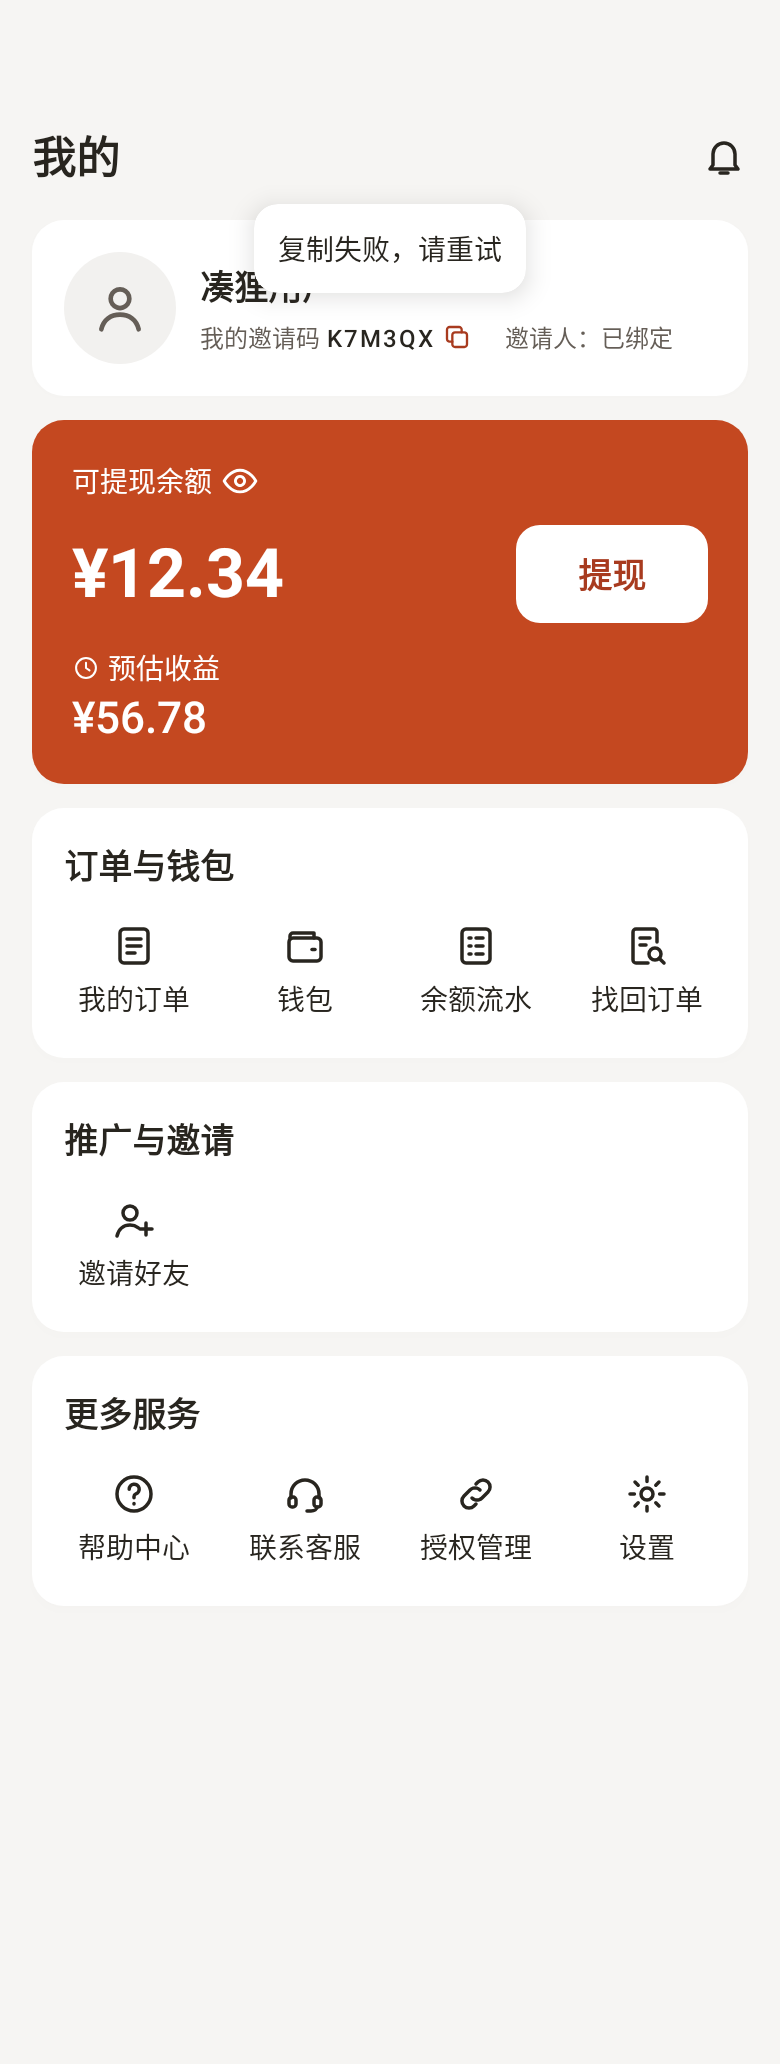 我的
复制失败，请重试
凑狸用户
我的邀请码 K7M3QX 邀请人：已绑定
可提现余额
¥12.34
提现
预估收益
¥56.78
订单与钱包
我的订单 钱包 余额流水 找回订单
推广与邀请
邀请好友
更多服务
帮助中心 联系客服 授权管理 设置